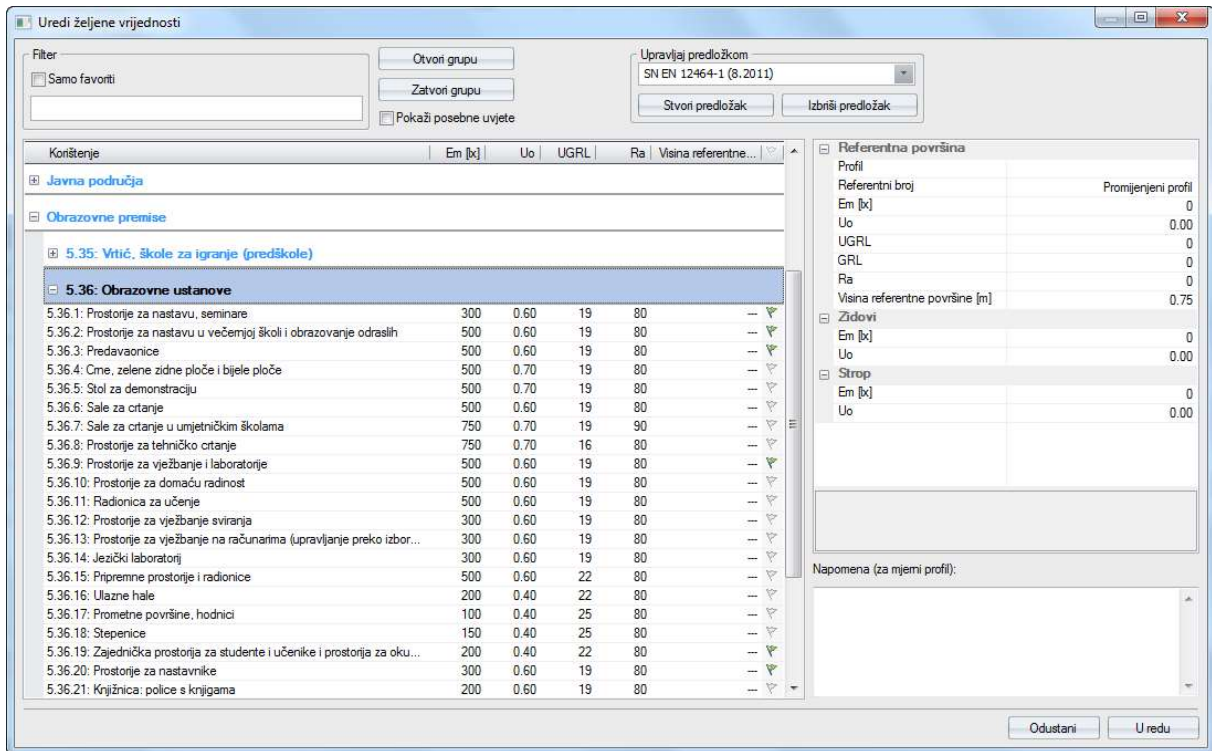 Uredi željene vrijednosti
Filter
Samo favoriti
Otvori grupu
Zatvori grupu
Pokaži posebne uvjete
Upravljaj predložkom
SN EN 12464-1 (8.2011)
Stvori predložak Izbriši predložak
Korištenje Em [lx] Uo UGRL Ra Visina referentne...
Javna područja
Obrazovne premise
5.35: Vrtić, škole za igranje (predškole)
5.36: Obrazovne ustanove
5.36.1: Prostorije za nastavu, seminare 300 0.60 19 80 ---
5.36.2: Prostorije za nastavu u večernjoj školi i obrazovanje odraslih 500 0.60 19 80 ---
5.36.3: Predavaonice 500 0.60 19 80 ---
5.36.4: Crne, zelene zidne ploče i bijele ploče 500 0.70 19 80 ---
5.36.5: Stol za demonstraciju 500 0.70 19 80 ---
5.36.6: Sale za crtanje 500 0.60 19 80 ---
5.36.7: Sale za crtanje u umjetničkim školama 750 0.70 19 90 ---
5.36.8: Prostorije za tehničko crtanje 750 0.70 16 80 ---
5.36.9: Prostorije za vježbanje i laboratorije 500 0.60 19 80 ---
5.36.10: Prostorije za domaću radinost 500 0.60 19 80 ---
5.36.11: Radionica za učenje 500 0.60 19 80 ---
5.36.12: Prostorije za vježbanje sviranja 300 0.60 19 80 ---
5.36.13: Prostorije za vježbanje na računarima (upravljanje preko izbor... 300 0.60 19 80 ---
5.36.14: Jezički laboratorij 300 0.60 19 80 ---
5.36.15: Pripremne prostorije i radionice 500 0.60 22 80 ---
5.36.16: Ulazne hale 200 0.40 22 80 ---
5.36.17: Prometne površine, hodnici 100 0.40 25 80 ---
5.36.18: Stepenice 150 0.40 25 80 ---
5.36.19: Zajednička prostorija za studente i učenike i prostorija za oku... 200 0.40 22 80 ---
5.36.20: Prostorije za nastavnike 300 0.60 19 80 ---
5.36.21: Knjižnica: police s knjigama 200 0.60 19 80 ---
Referentna površina
Profil
Referentni broj Promijenjeni profil
Em [lx] 0
Uo 0.00
UGRL 0
GRL 0
Ra 0
Visina referentne površine [m] 0.75
Zidovi
Em [lx] 0
Uo 0.00
Strop
Em [lx] 0
Uo 0.00
Napomena (za mjerni profil):
Odustani U redu